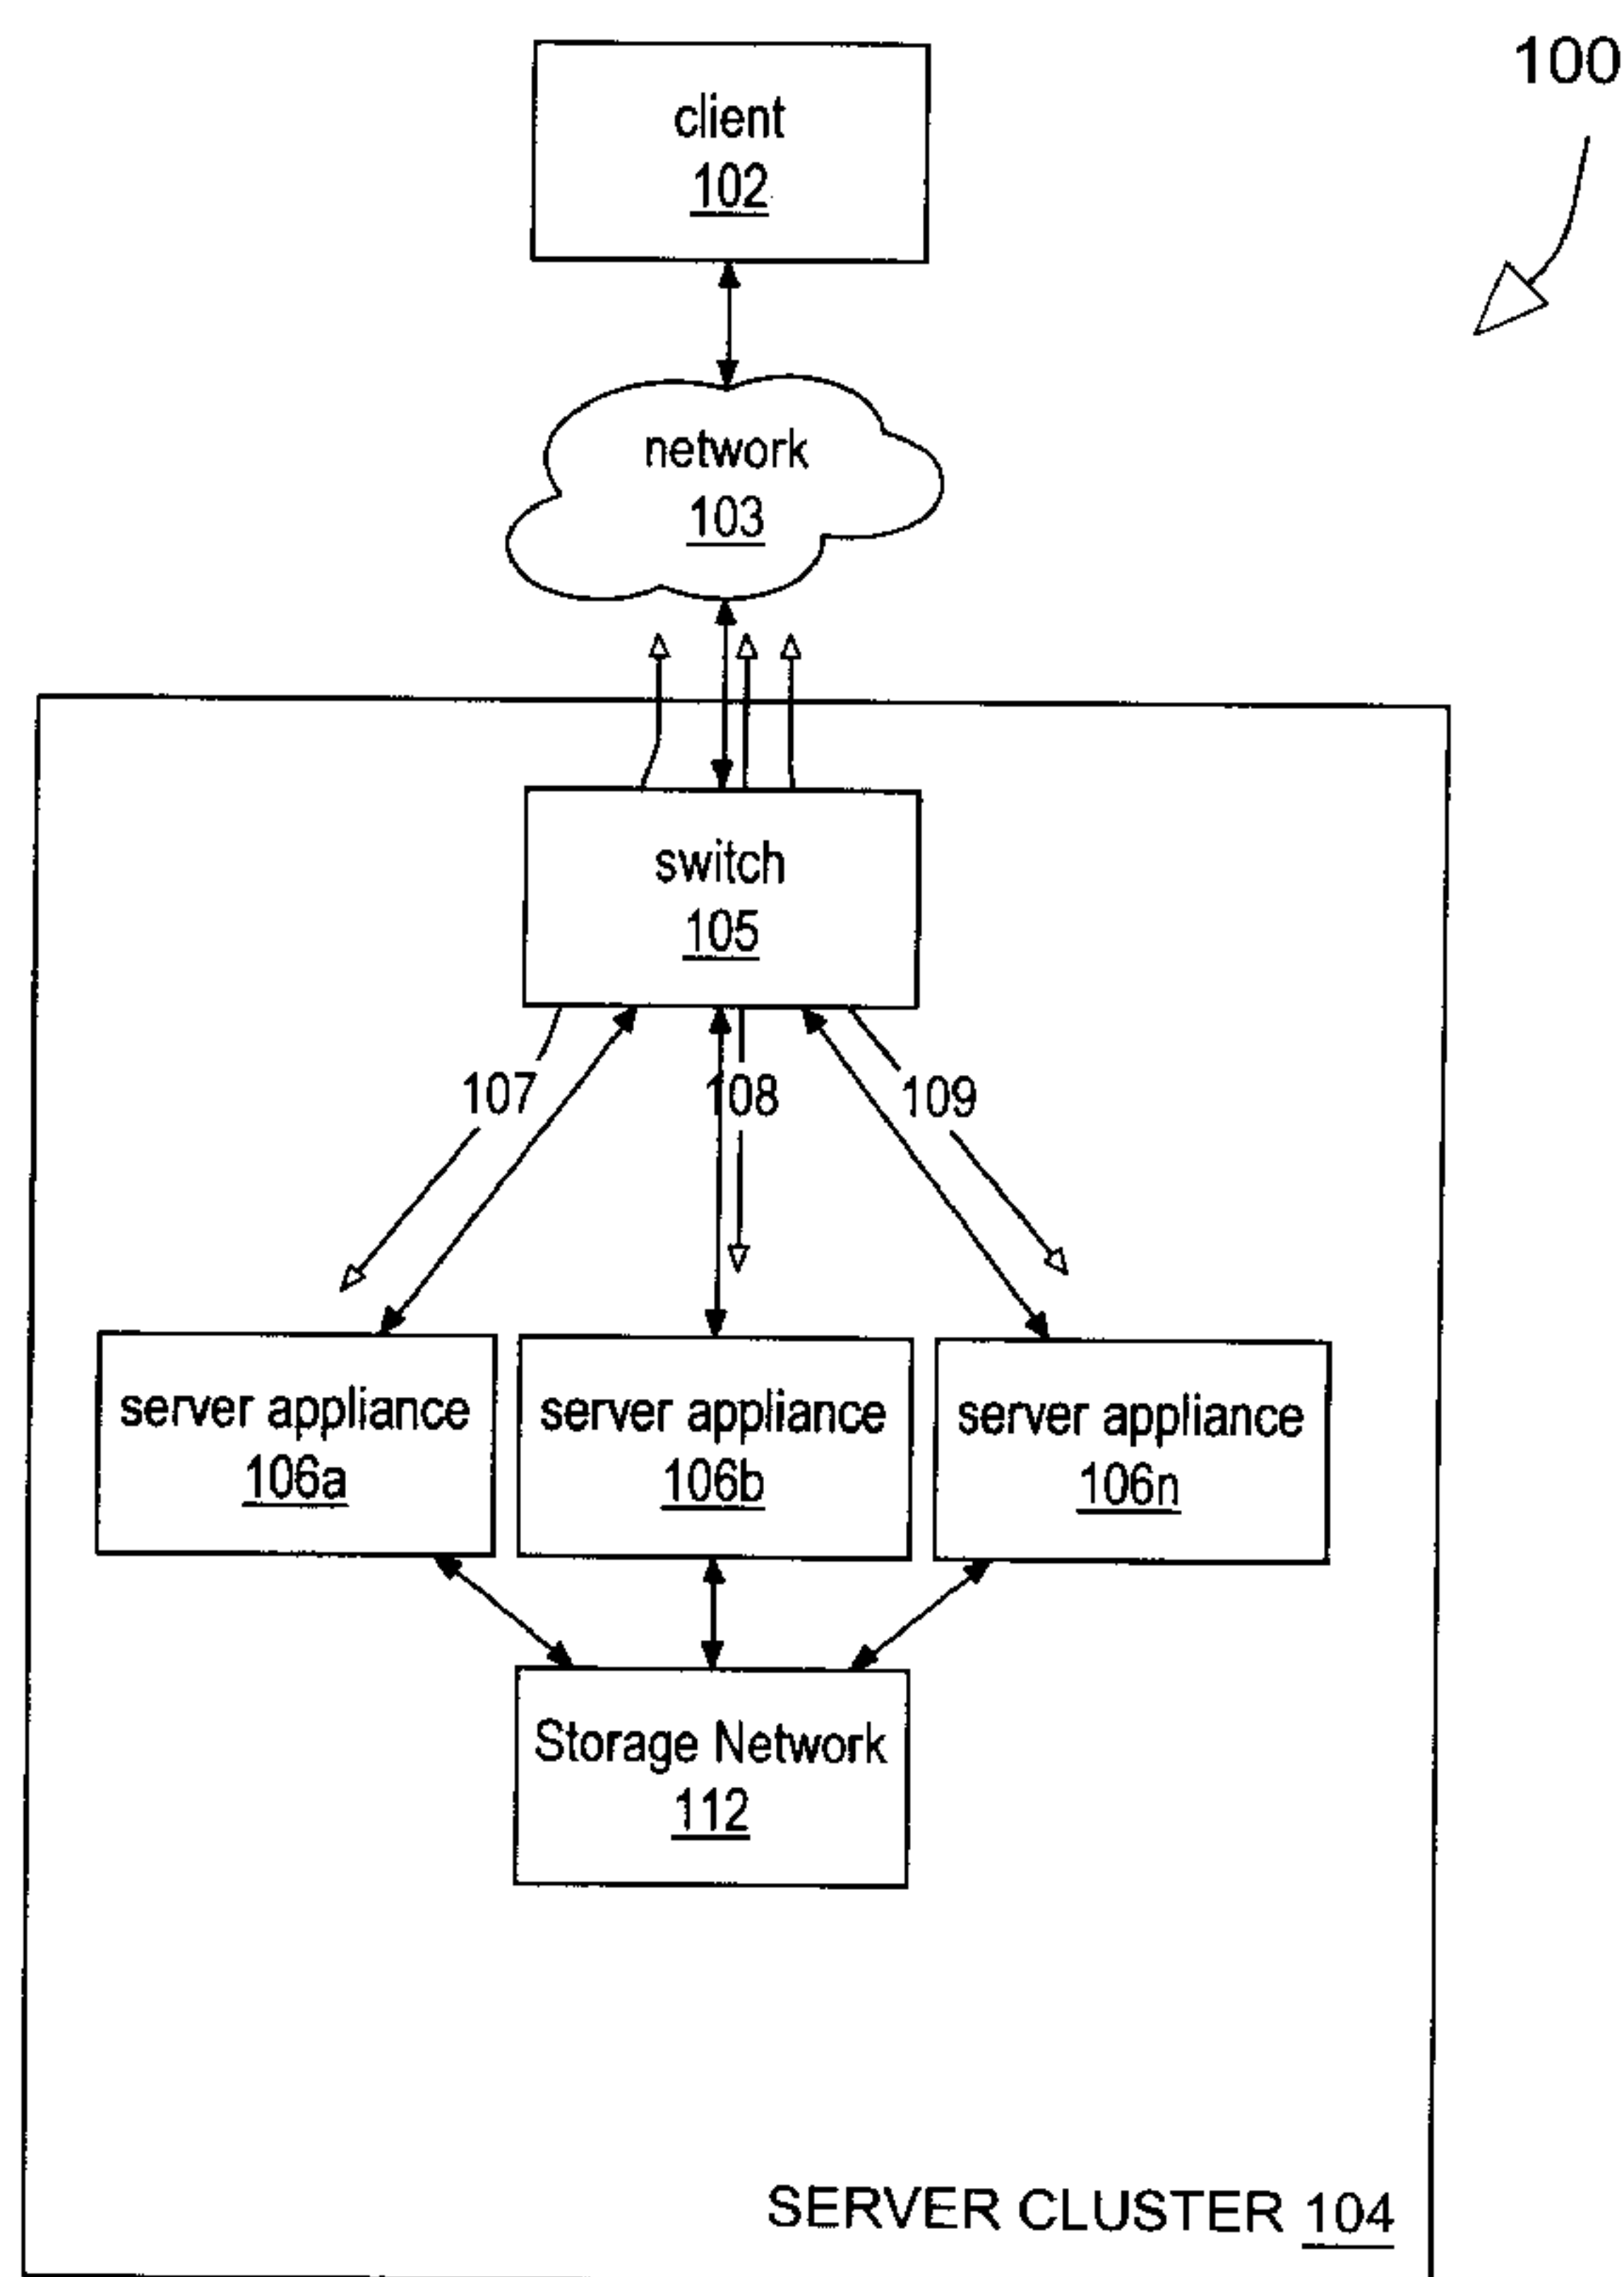 100
client
102
network
103
switch
105
107
108
109
server appliance
106a
server appliance
106b
server appliance
106n
Storage Network
112
SERVER CLUSTER 104